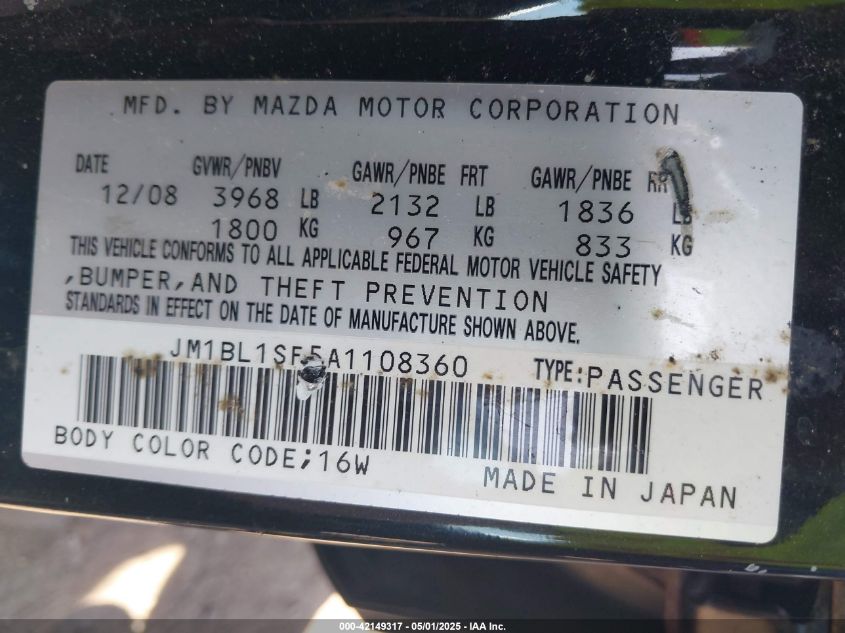 MFD. BY MAZDA MOTOR CORPORATION
DATE GVWR/PNBV GAWR/PNBE FRT GAWR/PNBE RR
12/08 3968 LB 2132 LB 1836 LB
1800 KG 967 KG 833 KG
THIS VEHICLE CONFORMS TO ALL APPLICABLE FEDERAL MOTOR VEHICLE SAFETY
,BUMPER,AND THEFT PREVENTION
STANDARDS IN EFFECT ON THE DATE OF MANUFACTURE SHOWN ABOVE.
TYPE:PASSENGER
BODY COLOR CODE;16W
MADE IN JAPAN
000-42149317 - 05/01/2025 - IAA Inc.